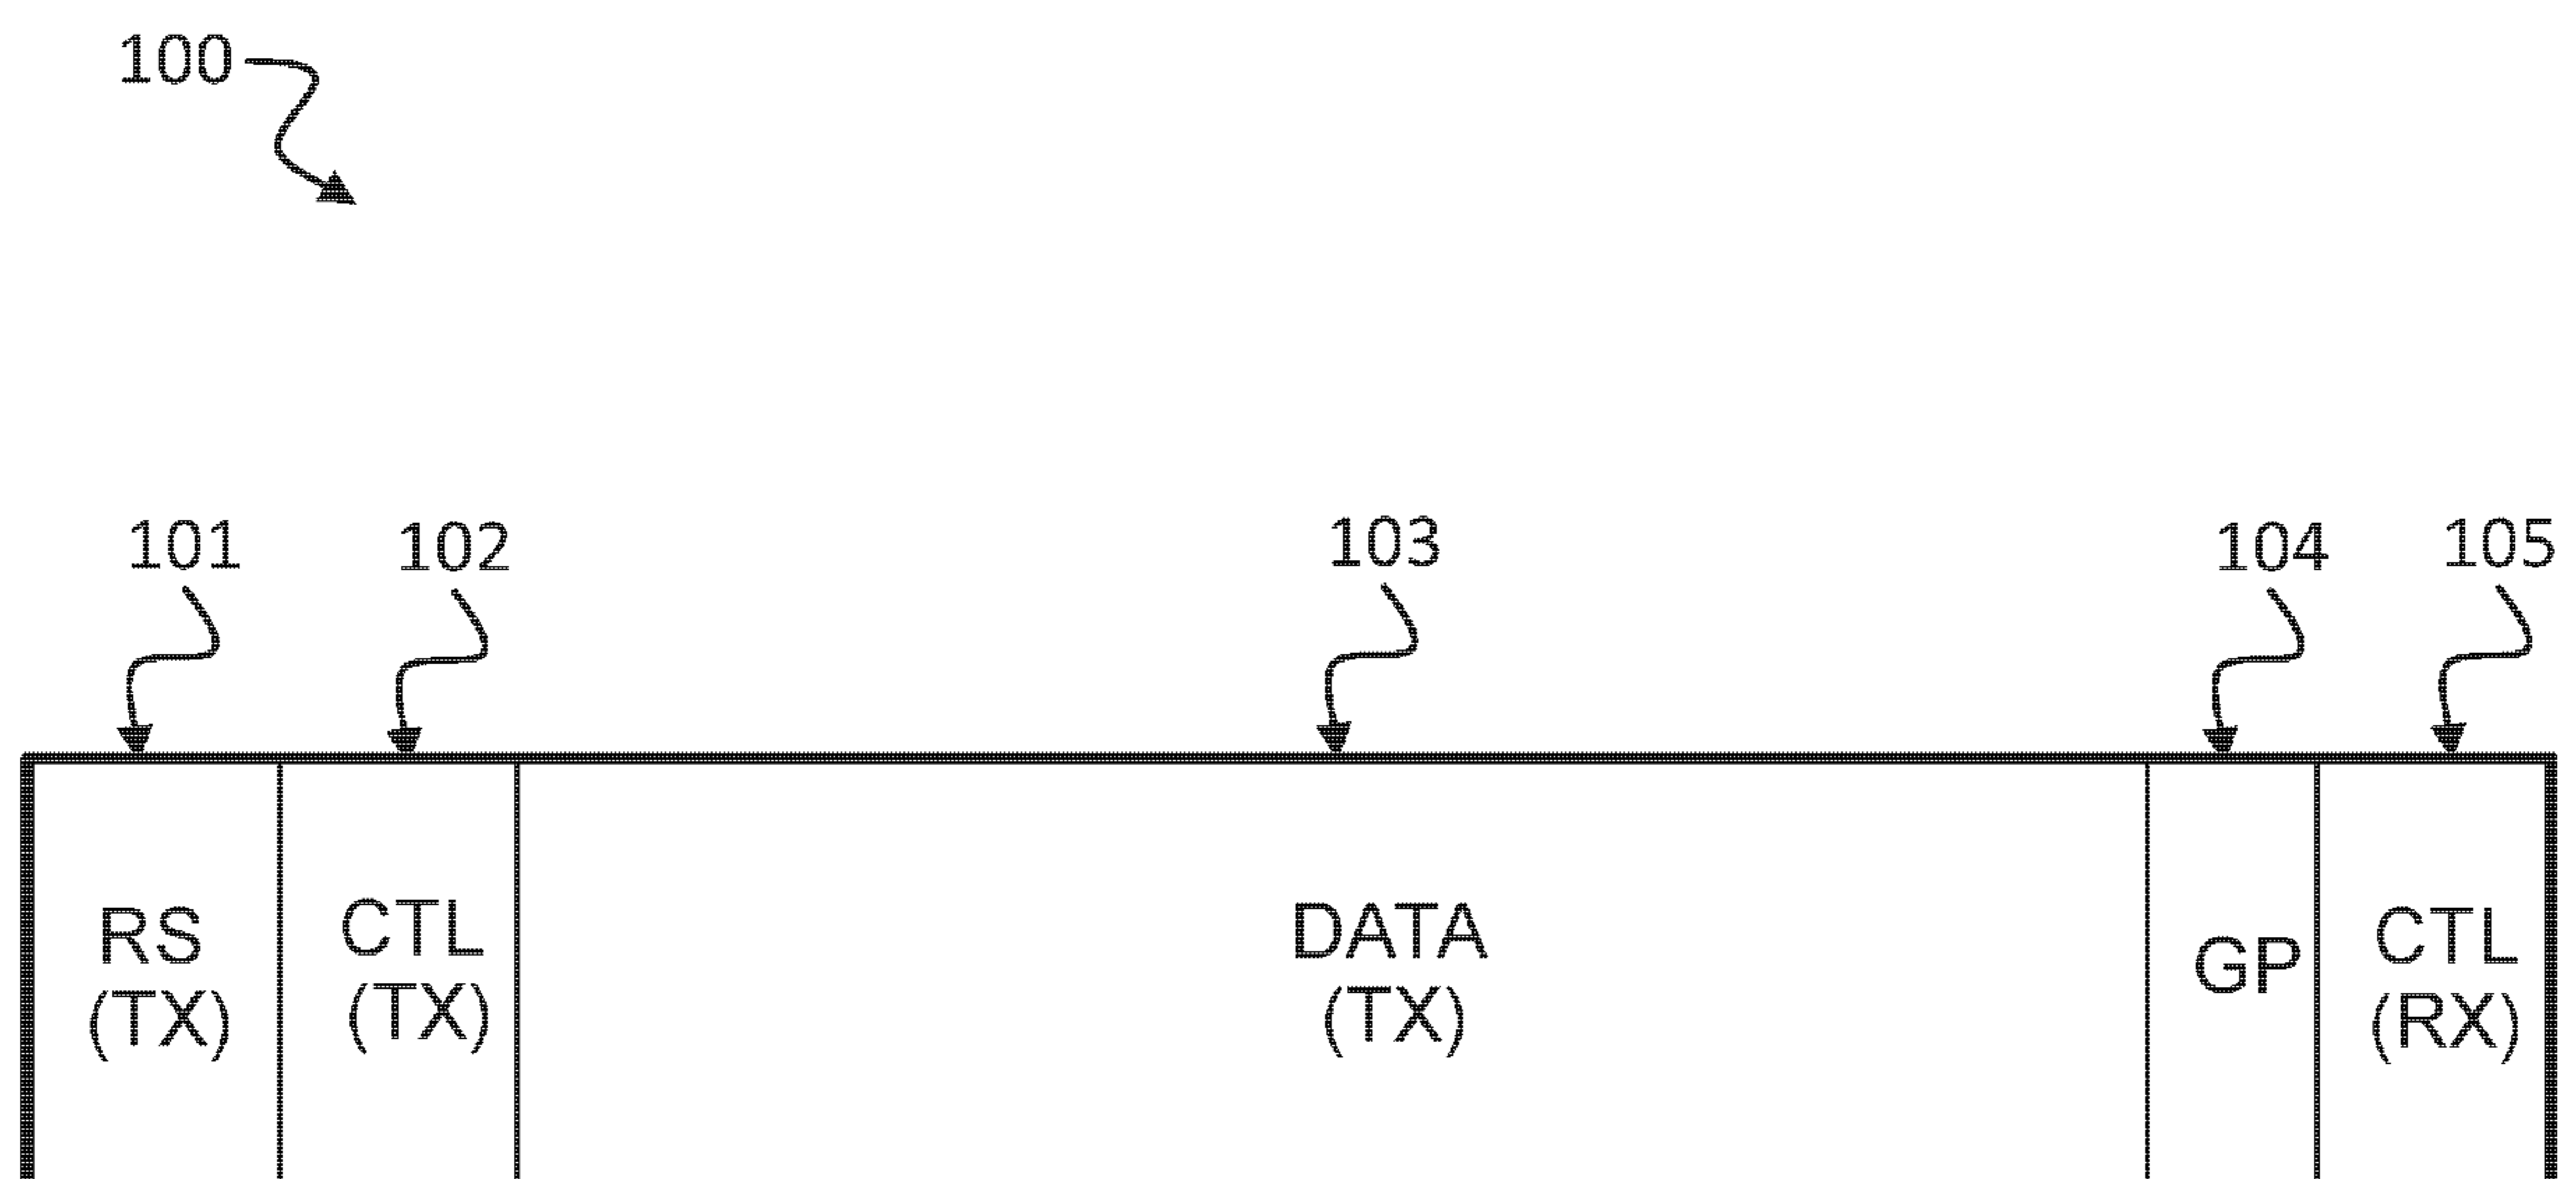 100
101 102 103 104 105
RS
(TX)
CTL
(TX)
DATA
(TX)
GP
CTL
(RX)